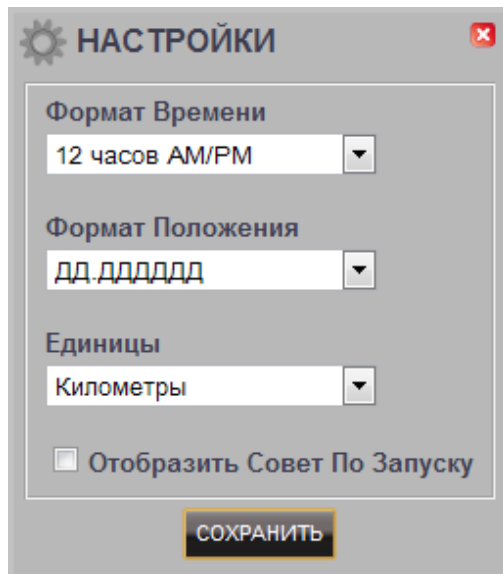 НАСТРОЙКИ
Формат Времени
12 часов AM/PM
Формат Положения
ДД.ДДДДДД
Единицы
Километры
Отобразить Совет По Запуску
СОХРАНИТЬ